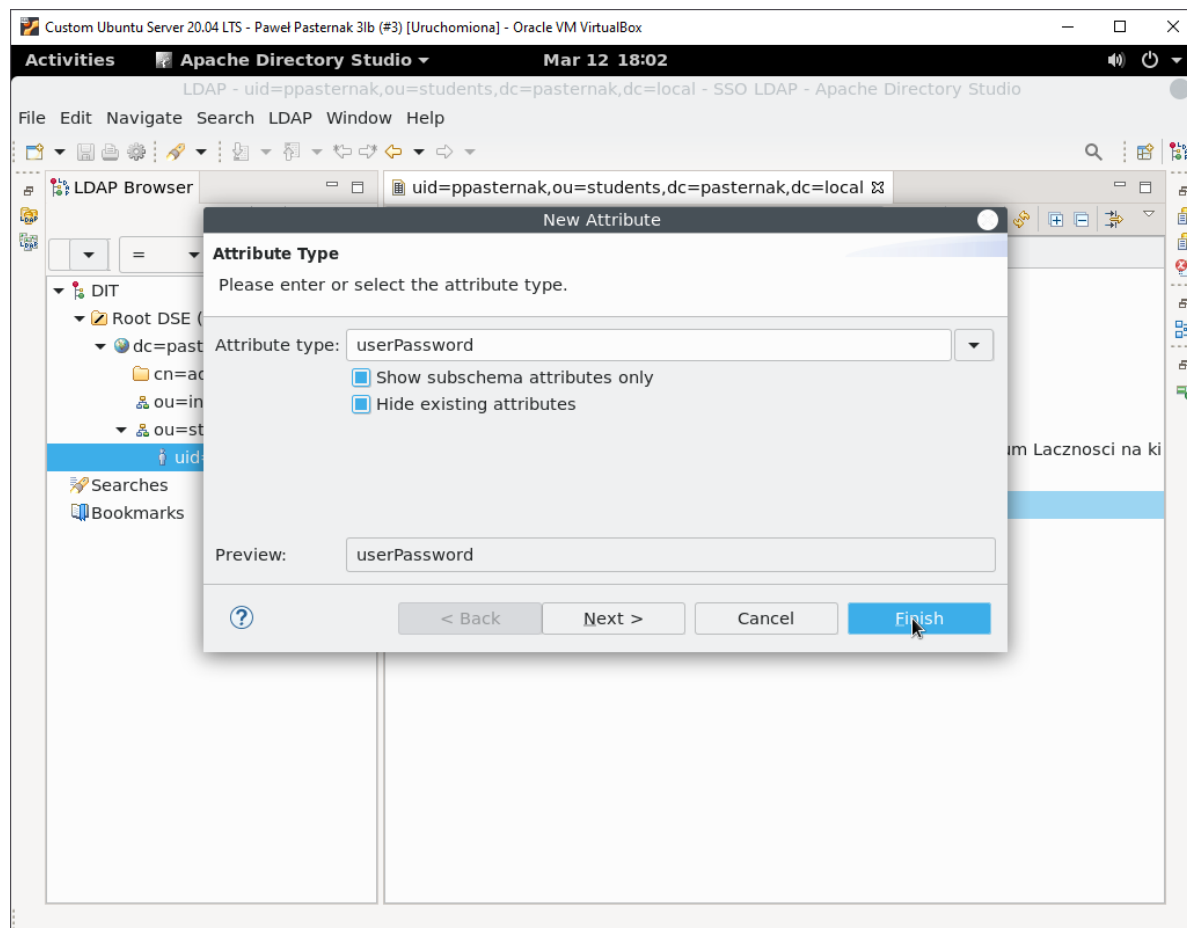 Custom Ubuntu Server 20.04 LTS - Paweł Pasternak 3lb (#3) [Uruchomiona] - Oracle VM VirtualBox
Activities Apache Directory Studio Mar 12 18:02
LDAP - uid=ppasternak,ou=students,dc=pasternak,dc=local - SSO LDAP - Apache Directory Studio
File Edit Navigate Search LDAP Window Help
LDAP Browser
uid=ppasternak,ou=students,dc=pasternak,dc=local
New Attribute
=
Attribute Type
Please enter or select the attribute type.
DIT
Root DSE (
dc=past
cn=ad
ou=in
ou=st
uid=
Searches
Bookmarks
Attribute type: userPassword
Show subschema attributes only
Hide existing attributes
um Lacznosci na ki
Preview: userPassword
? < Back Next > Cancel Finish